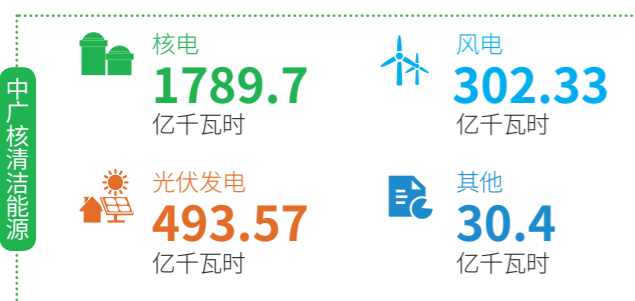 中广核清洁能源
核电
1789.7
亿千瓦时
风电
302.33
亿千瓦时
光伏发电
493.57
亿千瓦时
其他
30.4
亿千瓦时